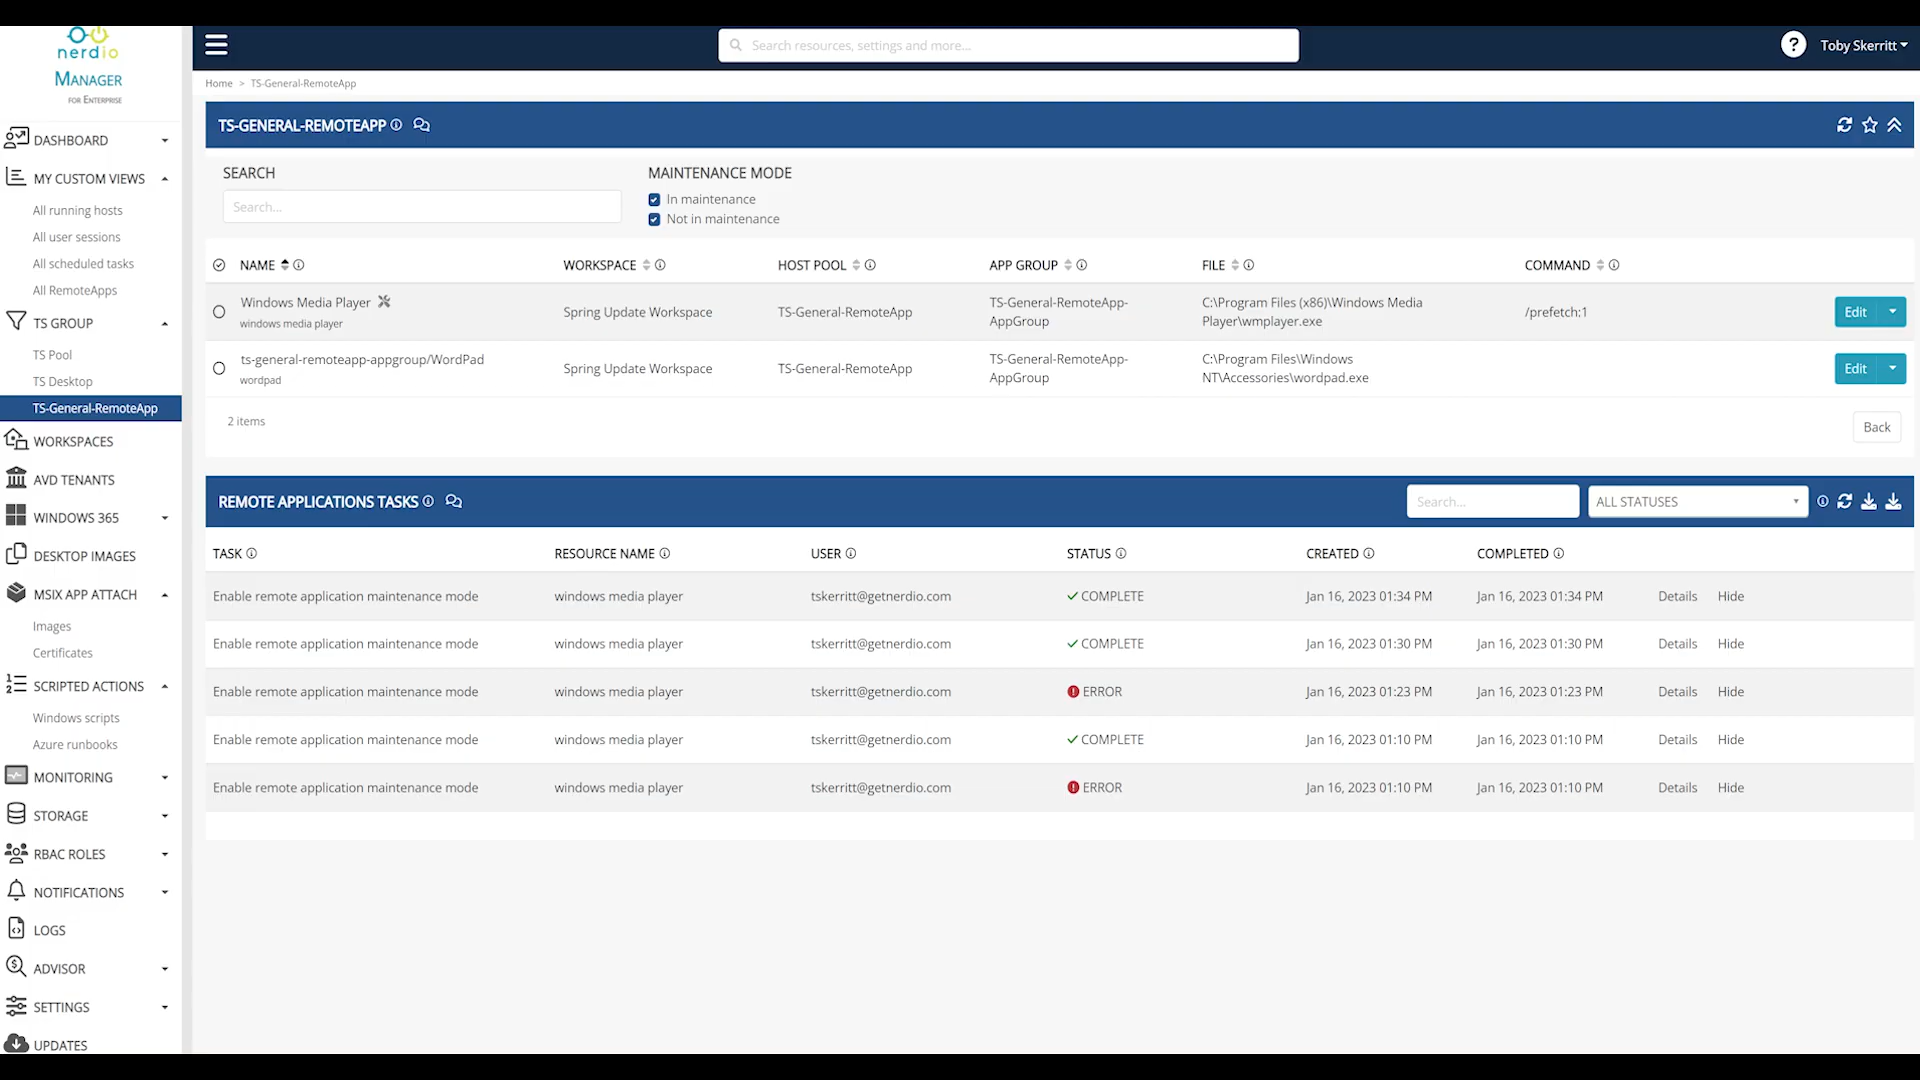 nerdio
MANAGER
FOR ENTERPRISE
Search resources, settings and more...
?
Toby Skerritt
Home > TS-General-RemoteApp
DASHBOARD
MY CUSTOM VIEWS
All running hosts
All user sessions
All scheduled tasks
All RemoteApps
TS GROUP
TS Pool
TS Desktop
TS-General-RemoteApp
WORKSPACES
AVD TENANTS
WINDOWS 365
DESKTOP IMAGES
MSIX APP ATTACH
Images
Certificates
SCRIPTED ACTIONS
Windows scripts
Azure runbooks
MONITORING
STORAGE
RBAC ROLES
NOTIFICATIONS
LOGS
ADVISOR
SETTINGS
UPDATES
TS-GENERAL-REMOTEAPP
SEARCH
Search...
MAINTENANCE MODE
In maintenance
Not in maintenance
NAME WORKSPACE HOST POOL APP GROUP FILE COMMAND
Windows Media Player
windows media player
Spring Update Workspace
TS-General-RemoteApp
TS-General-RemoteApp-
AppGroup
C:\Program Files (x86)\Windows Media
Player\wmplayer.exe
/prefetch:1
Edit
ts-general-remoteapp-appgroup/WordPad
wordpad
Spring Update Workspace
TS-General-RemoteApp
TS-General-RemoteApp-
AppGroup
C:\Program Files\Windows
NT\Accessories\wordpad.exe
Edit
2 items
Back
REMOTE APPLICATIONS TASKS
Search...
ALL STATUSES
TASK RESOURCE NAME USER STATUS CREATED COMPLETED
Enable remote application maintenance mode windows media player tskerritt@getnerdio.com COMPLETE Jan 16, 2023 01:34 PM Jan 16, 2023 01:34 PM Details Hide
Enable remote application maintenance mode windows media player tskerritt@getnerdio.com COMPLETE Jan 16, 2023 01:30 PM Jan 16, 2023 01:30 PM Details Hide
Enable remote application maintenance mode windows media player tskerritt@getnerdio.com ERROR Jan 16, 2023 01:23 PM Jan 16, 2023 01:23 PM Details Hide
Enable remote application maintenance mode windows media player tskerritt@getnerdio.com COMPLETE Jan 16, 2023 01:10 PM Jan 16, 2023 01:10 PM Details Hide
Enable remote application maintenance mode windows media player tskerritt@getnerdio.com ERROR Jan 16, 2023 01:10 PM Jan 16, 2023 01:10 PM Details Hide